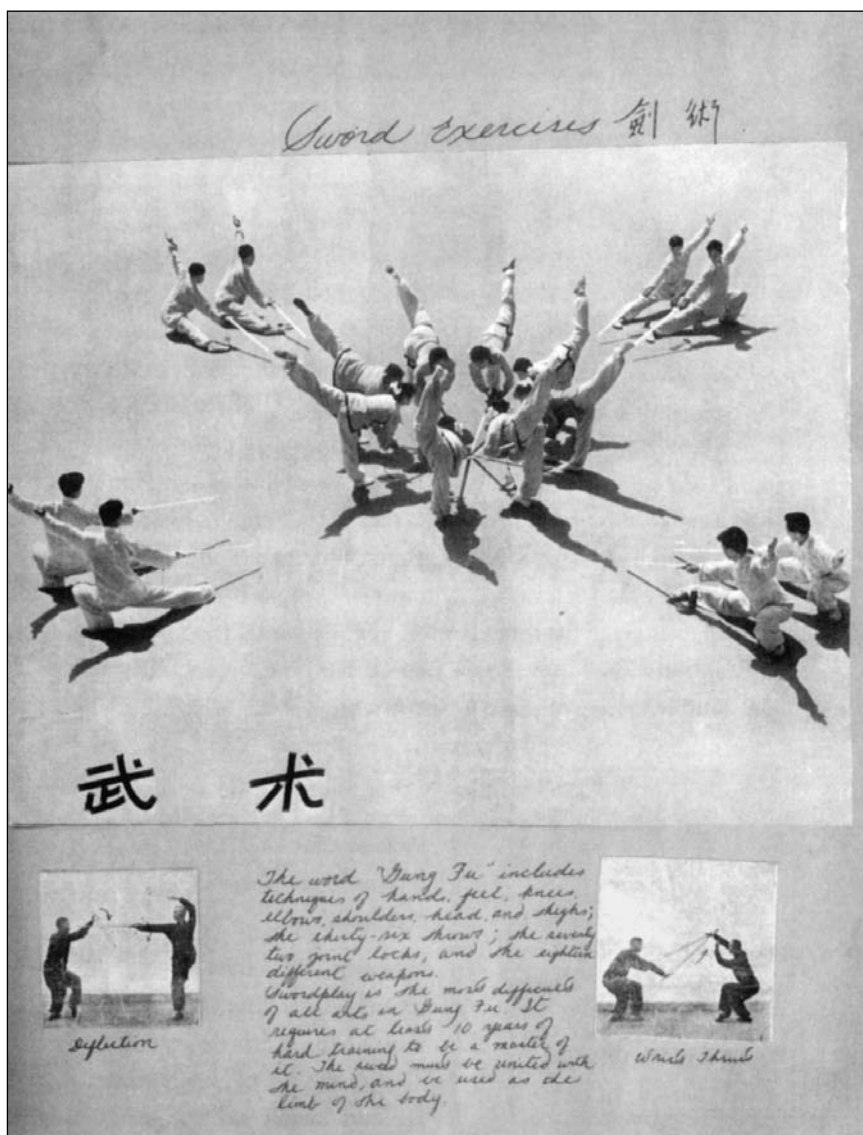 Sword Exercises 劍術
武术
The word "Gung Fu" includes
techniques of hands, feet, knees,
elbows, shoulders, head, and thighs;
the thirty-six throws; the seventy
two joint locks, and the eighteen
different weapons.
Swordplay is the most difficult
of all arts in Gung Fu. It
requires at least 10 years of
hard training to be a master of
it. The sword must be united with
the mind, and be used as the
limb of the body.
Deflection
Wrist Thrust